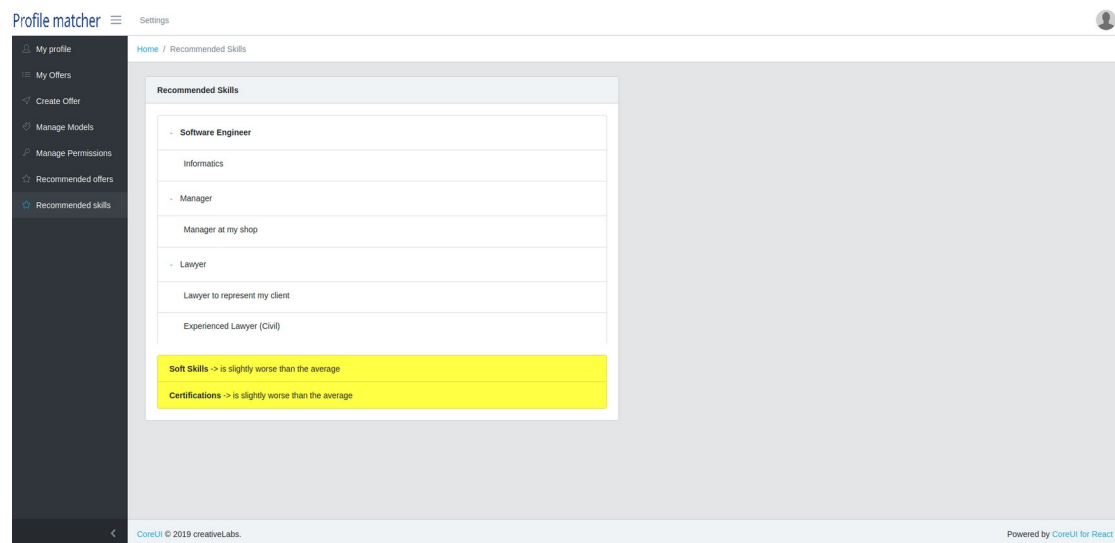 Profile matcher
Settings
My profile
My Offers
Create Offer
Manage Models
Manage Permissions
Recommended offers
Recommended skills
Home / Recommended Skills
Recommended Skills
- Software Engineer
Informatics
- Manager
Manager at my shop
- Lawyer
Lawyer to represent my client
Experienced Lawyer (Civil)
Soft Skills -> is slightly worse than the average
Certifications -> is slightly worse than the average
CoreUI © 2019 creativeLabs.
Powered by CoreUI for React